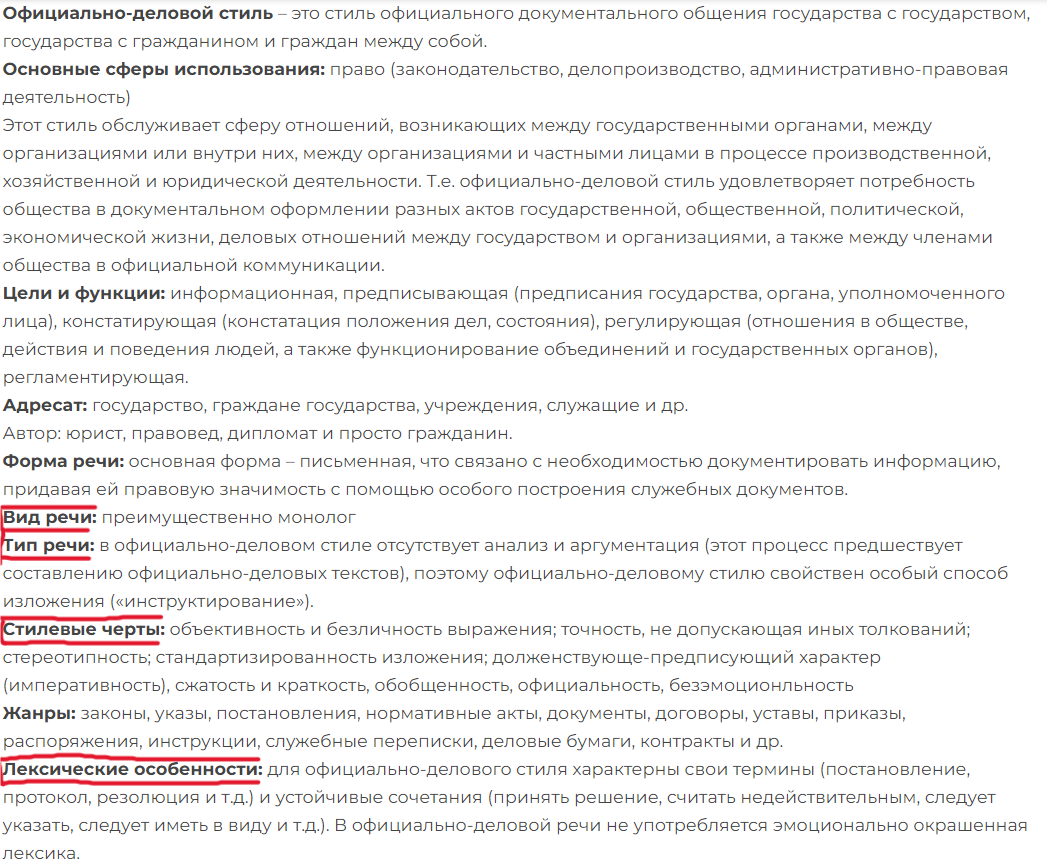 Официально-деловой стиль – это стиль официального документального общения государства с государством,
государства с гражданином и граждан между собой.
Основные сферы использования: право (законодательство, делопроизводство, административно-правовая
деятельность)
Этот стиль обслуживает сферу отношений, возникающих между государственными органами, между
организациями или внутри них, между организациями и частными лицами в процессе производственной,
хозяйственной и юридической деятельности. Т.е. официально-деловой стиль удовлетворяет потребность
общества в документальном оформлении разных актов государственной, общественной, политической,
экономической жизни, деловых отношений между государством и организациями, а также между членами
общества в официальной коммуникации.
Цели и функции: информационная, предписывающая (предписания государства, органа, уполномоченного
лица), констатирующая (констатация положения дел, состояния), регулирующая (отношения в обществе,
действия и поведения людей, а также функционирование объединений и государственных органов),
регламентирующая.
Адресат: государство, граждане государства, учреждения, служащие и др.
Автор: юрист, правовед, дипломат и просто гражданин.
Форма речи: основная форма – письменная, что связано с необходимостью документировать информацию,
придавая ей правовую значимость с помощью особого построения служебных документов.
Вид речи: преимущественно монолог
Тип речи: в официально-деловом стиле отсутствует анализ и аргументация (этот процесс предшествует
составлению официально-деловых текстов), поэтому официально-деловому стилю свойствен особый способ
изложения («инструктирование»).
Стилевые черты: объективность и безличность выражения; точность, не допускающая иных толкований;
стереотипность; стандартизированность изложения; долженствующе-предписующий характер
(императивность), сжатость и краткость, обобщенность, официальность, безэмоционльность
Жанры: законы, указы, постановления, нормативные акты, документы, договоры, уставы, приказы,
распоряжения, инструкции, служебные переписки, деловые бумаги, контракты и др.
Лексические особенности: для официально-делового стиля характерны свои термины (постановление,
протокол, резолюция и т.д.) и устойчивые сочетания (принять решение, считать недействительным, следует
указать, следует иметь в виду и т.д.). В официально-деловой речи не употребляется эмоционально окрашенная
лексика.